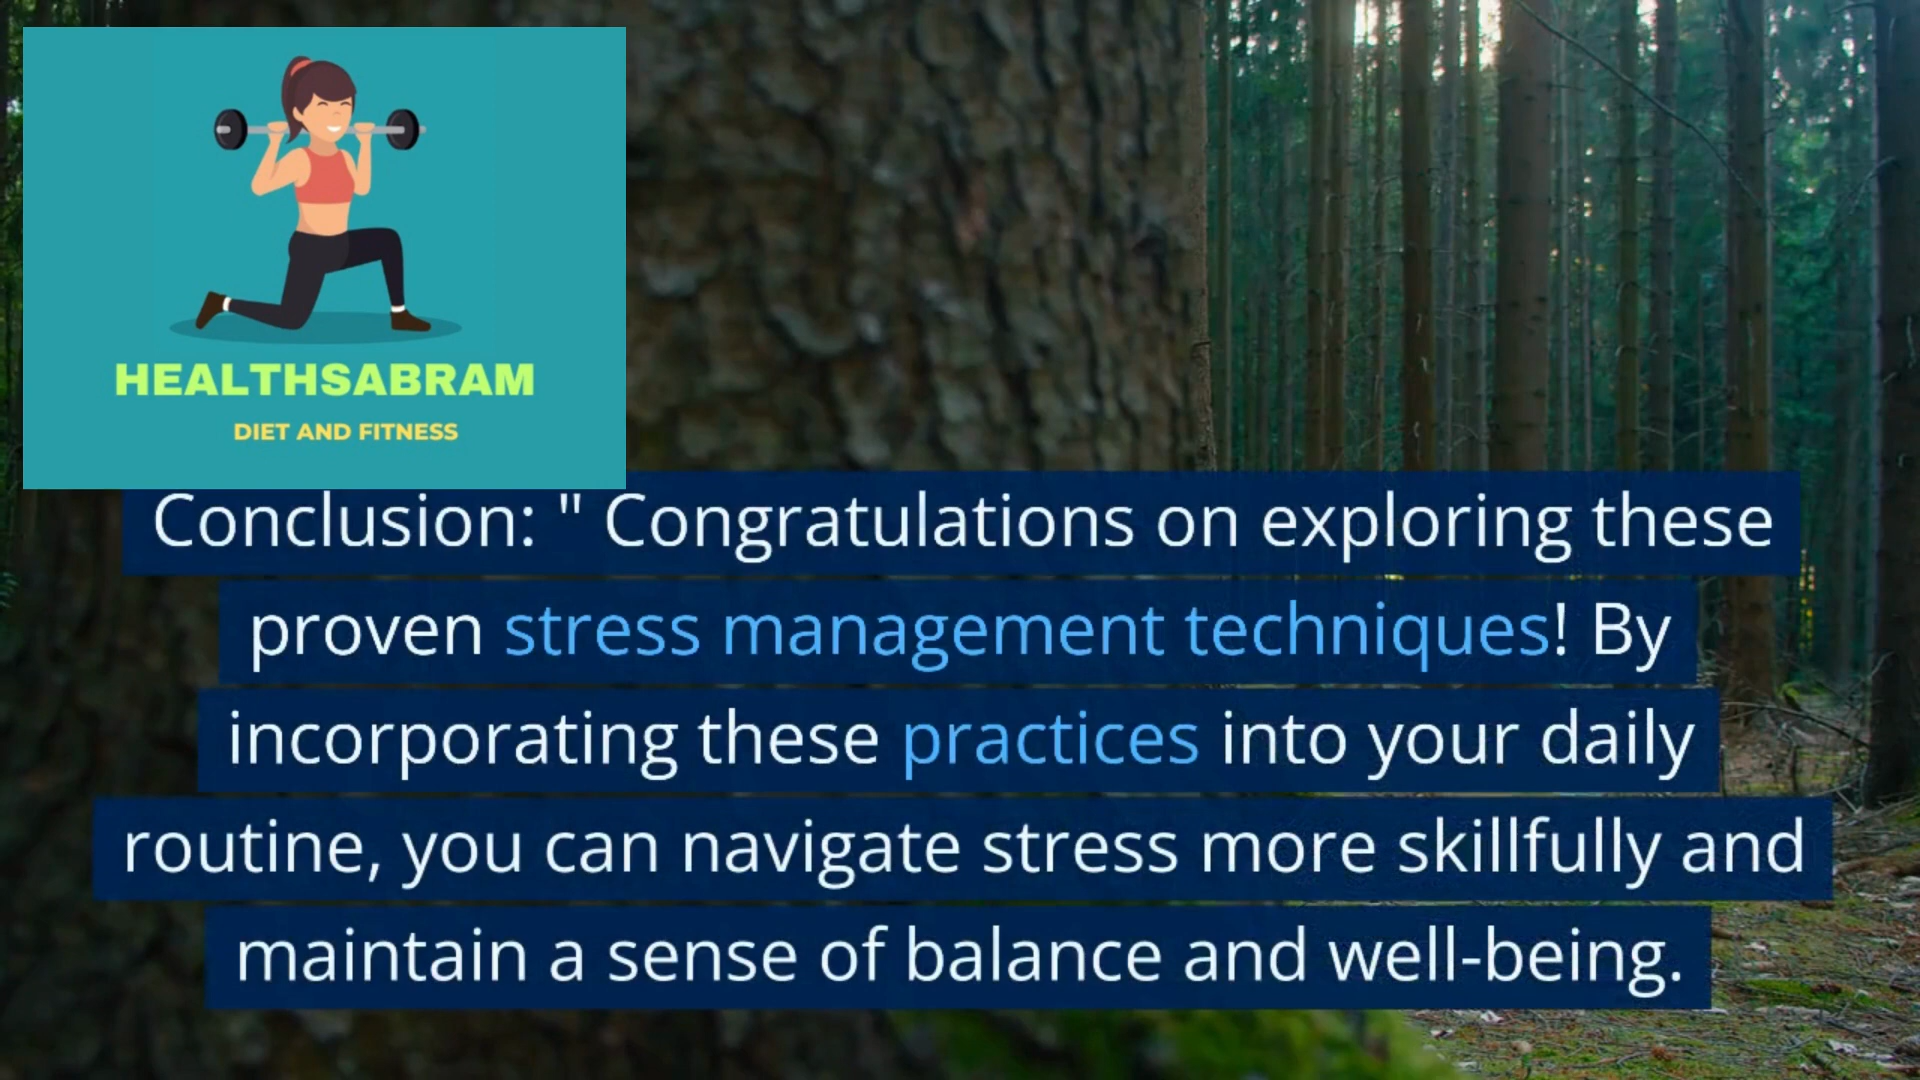 HEALTHSABRAM
DIET AND FITNESS
Conclusion: " Congratulations on exploring these
proven stress management techniques! By
incorporating these practices into your daily
routine, you can navigate stress more skillfully and
maintain a sense of balance and well-being.